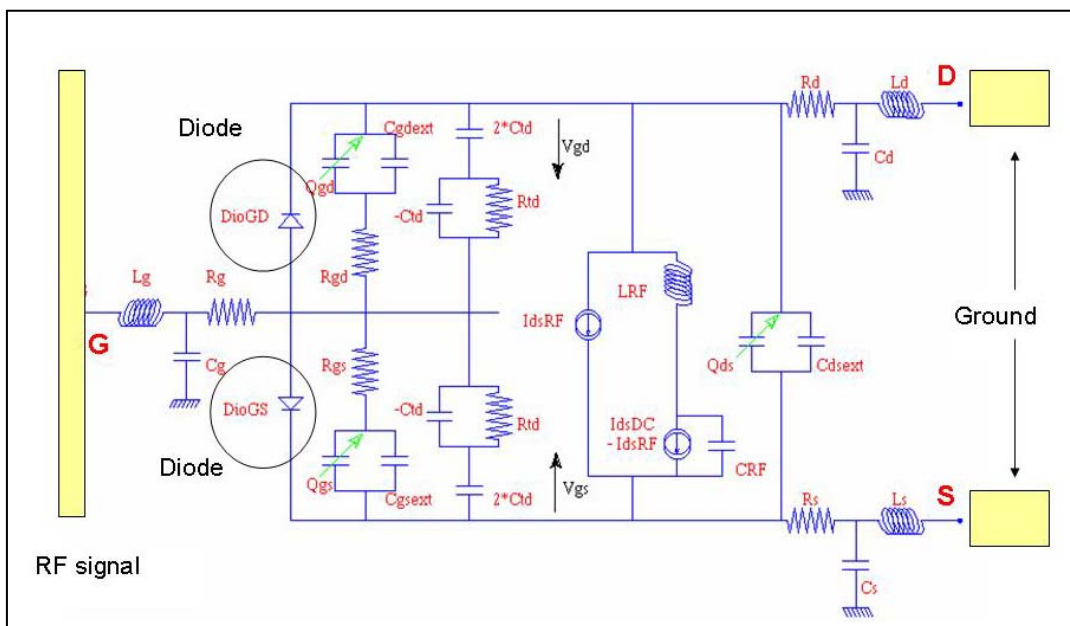 Rd
Ld
D
Diode
Cgdext
2*Ctd
Vgd
Cd
Qgd
DioGD
-Ctd
Rtd
Lg
Rg
Rgd
LRF
IdsRF
Ground
G
Cg
Rgs
Qds
Cdsext
DioGS
-Ctd
Rtd
IdsDC
-IdsRF
CRF
Diode
Qgs
Cgsext
2*Ctd
Vgs
Rs
Ls
S
RF signal
Cs